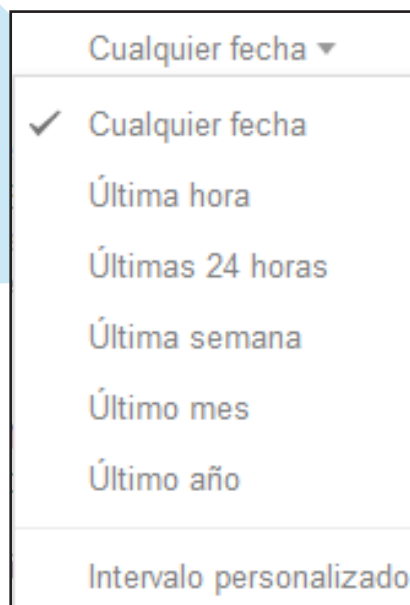 Cualquier fecha
Cualquier fecha
Última hora
Últimas 24 horas
Última semana
Último mes
Último año
Intervalo personalizado